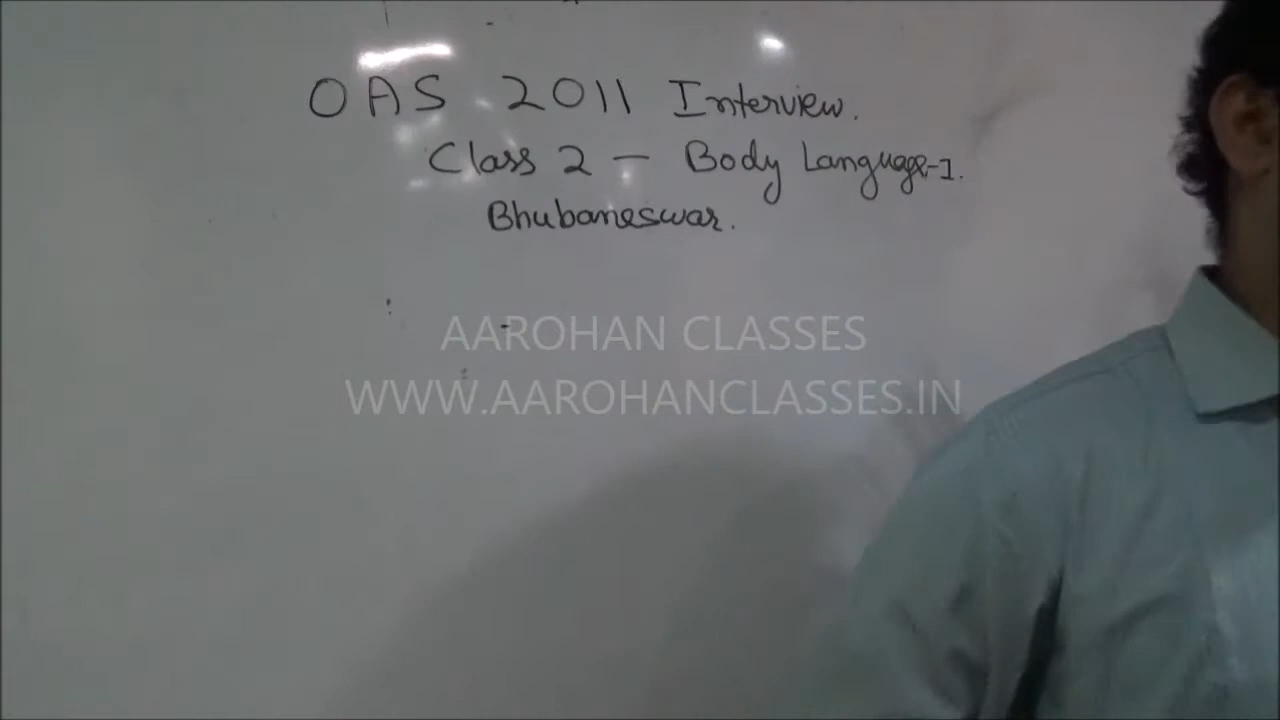 OAS 2011 Interview.
Class 2 - Body Language-1.
Bhubaneswar.
AAROHAN CLASSES
WWW.AAROHANCLASSES.IN